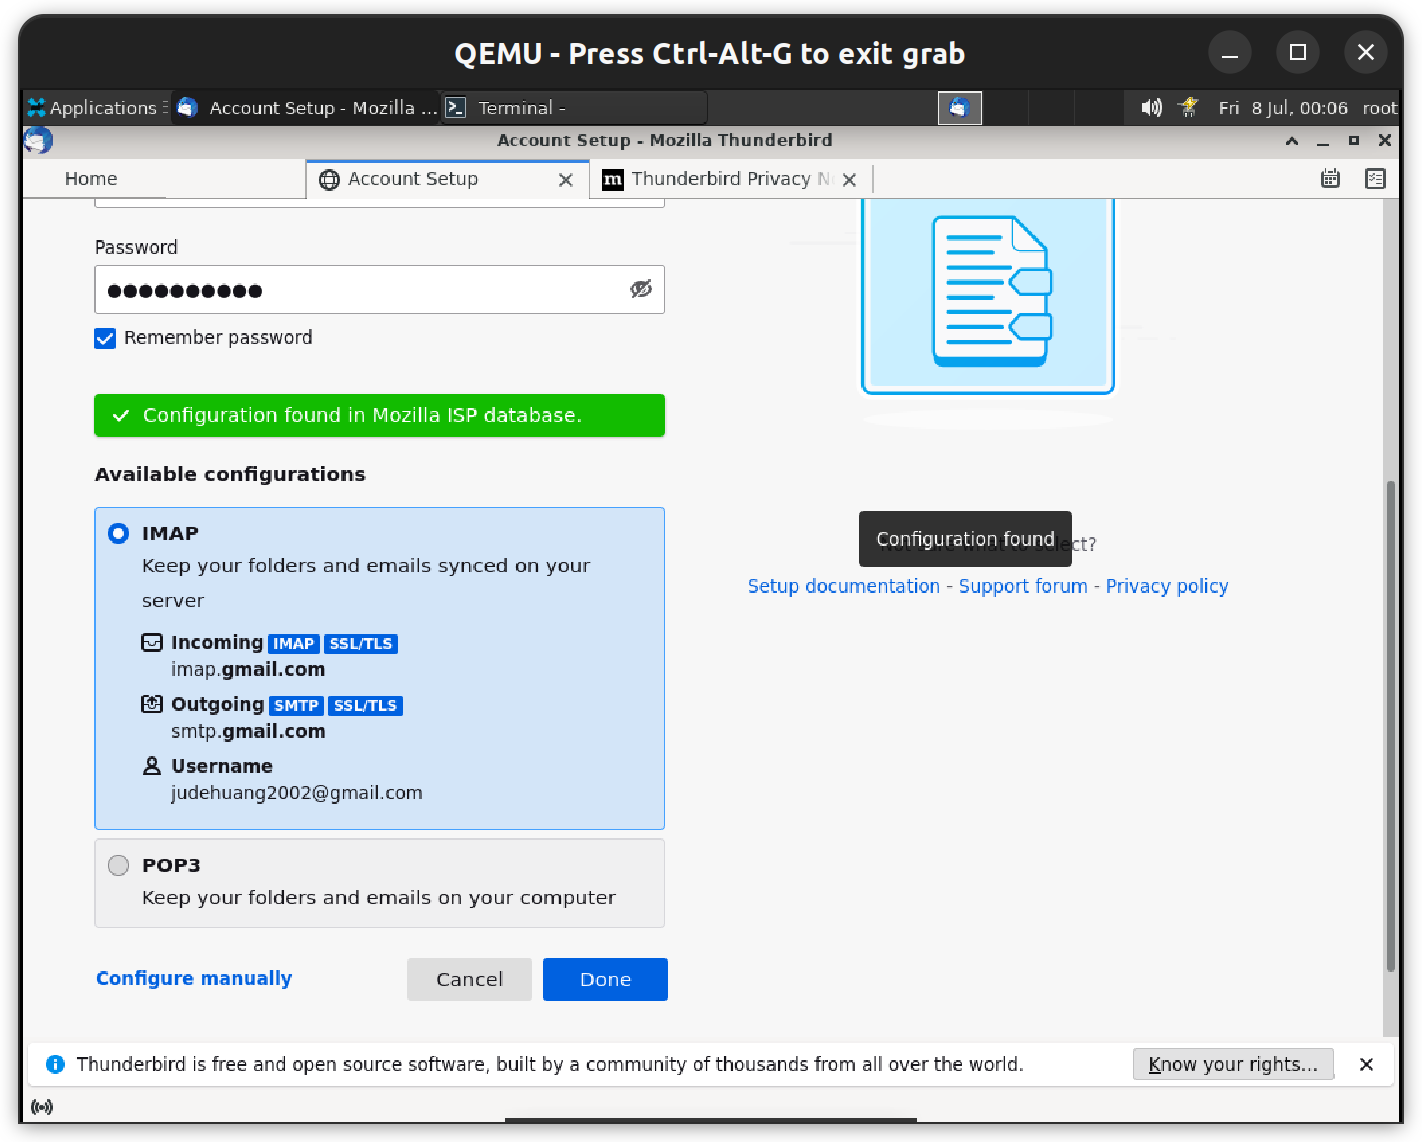 QEMU - Press Ctrl-Alt-G to exit grab
Applications
Account Setup - Mozilla ...
Terminal -
Fri 8 Jul, 00:06 root
Account Setup - Mozilla Thunderbird
Home
Account Setup
Thunderbird Privacy
Password
Remember password
Configuration found in Mozilla ISP database.
Available configurations
IMAP
Keep your folders and emails synced on your
server
Incoming IMAP SSL/TLS
imap.gmail.com
Outgoing SMTP SSL/TLS
smtp.gmail.com
Username
judehuang2002@gmail.com
POP3
Keep your folders and emails on your computer
Configure manually
Cancel
Done
Configuration found
Not sure what to select?
Setup documentation - Support forum - Privacy policy
Thunderbird is free and open source software, built by a community of thousands from all over the world.
Know your rights...